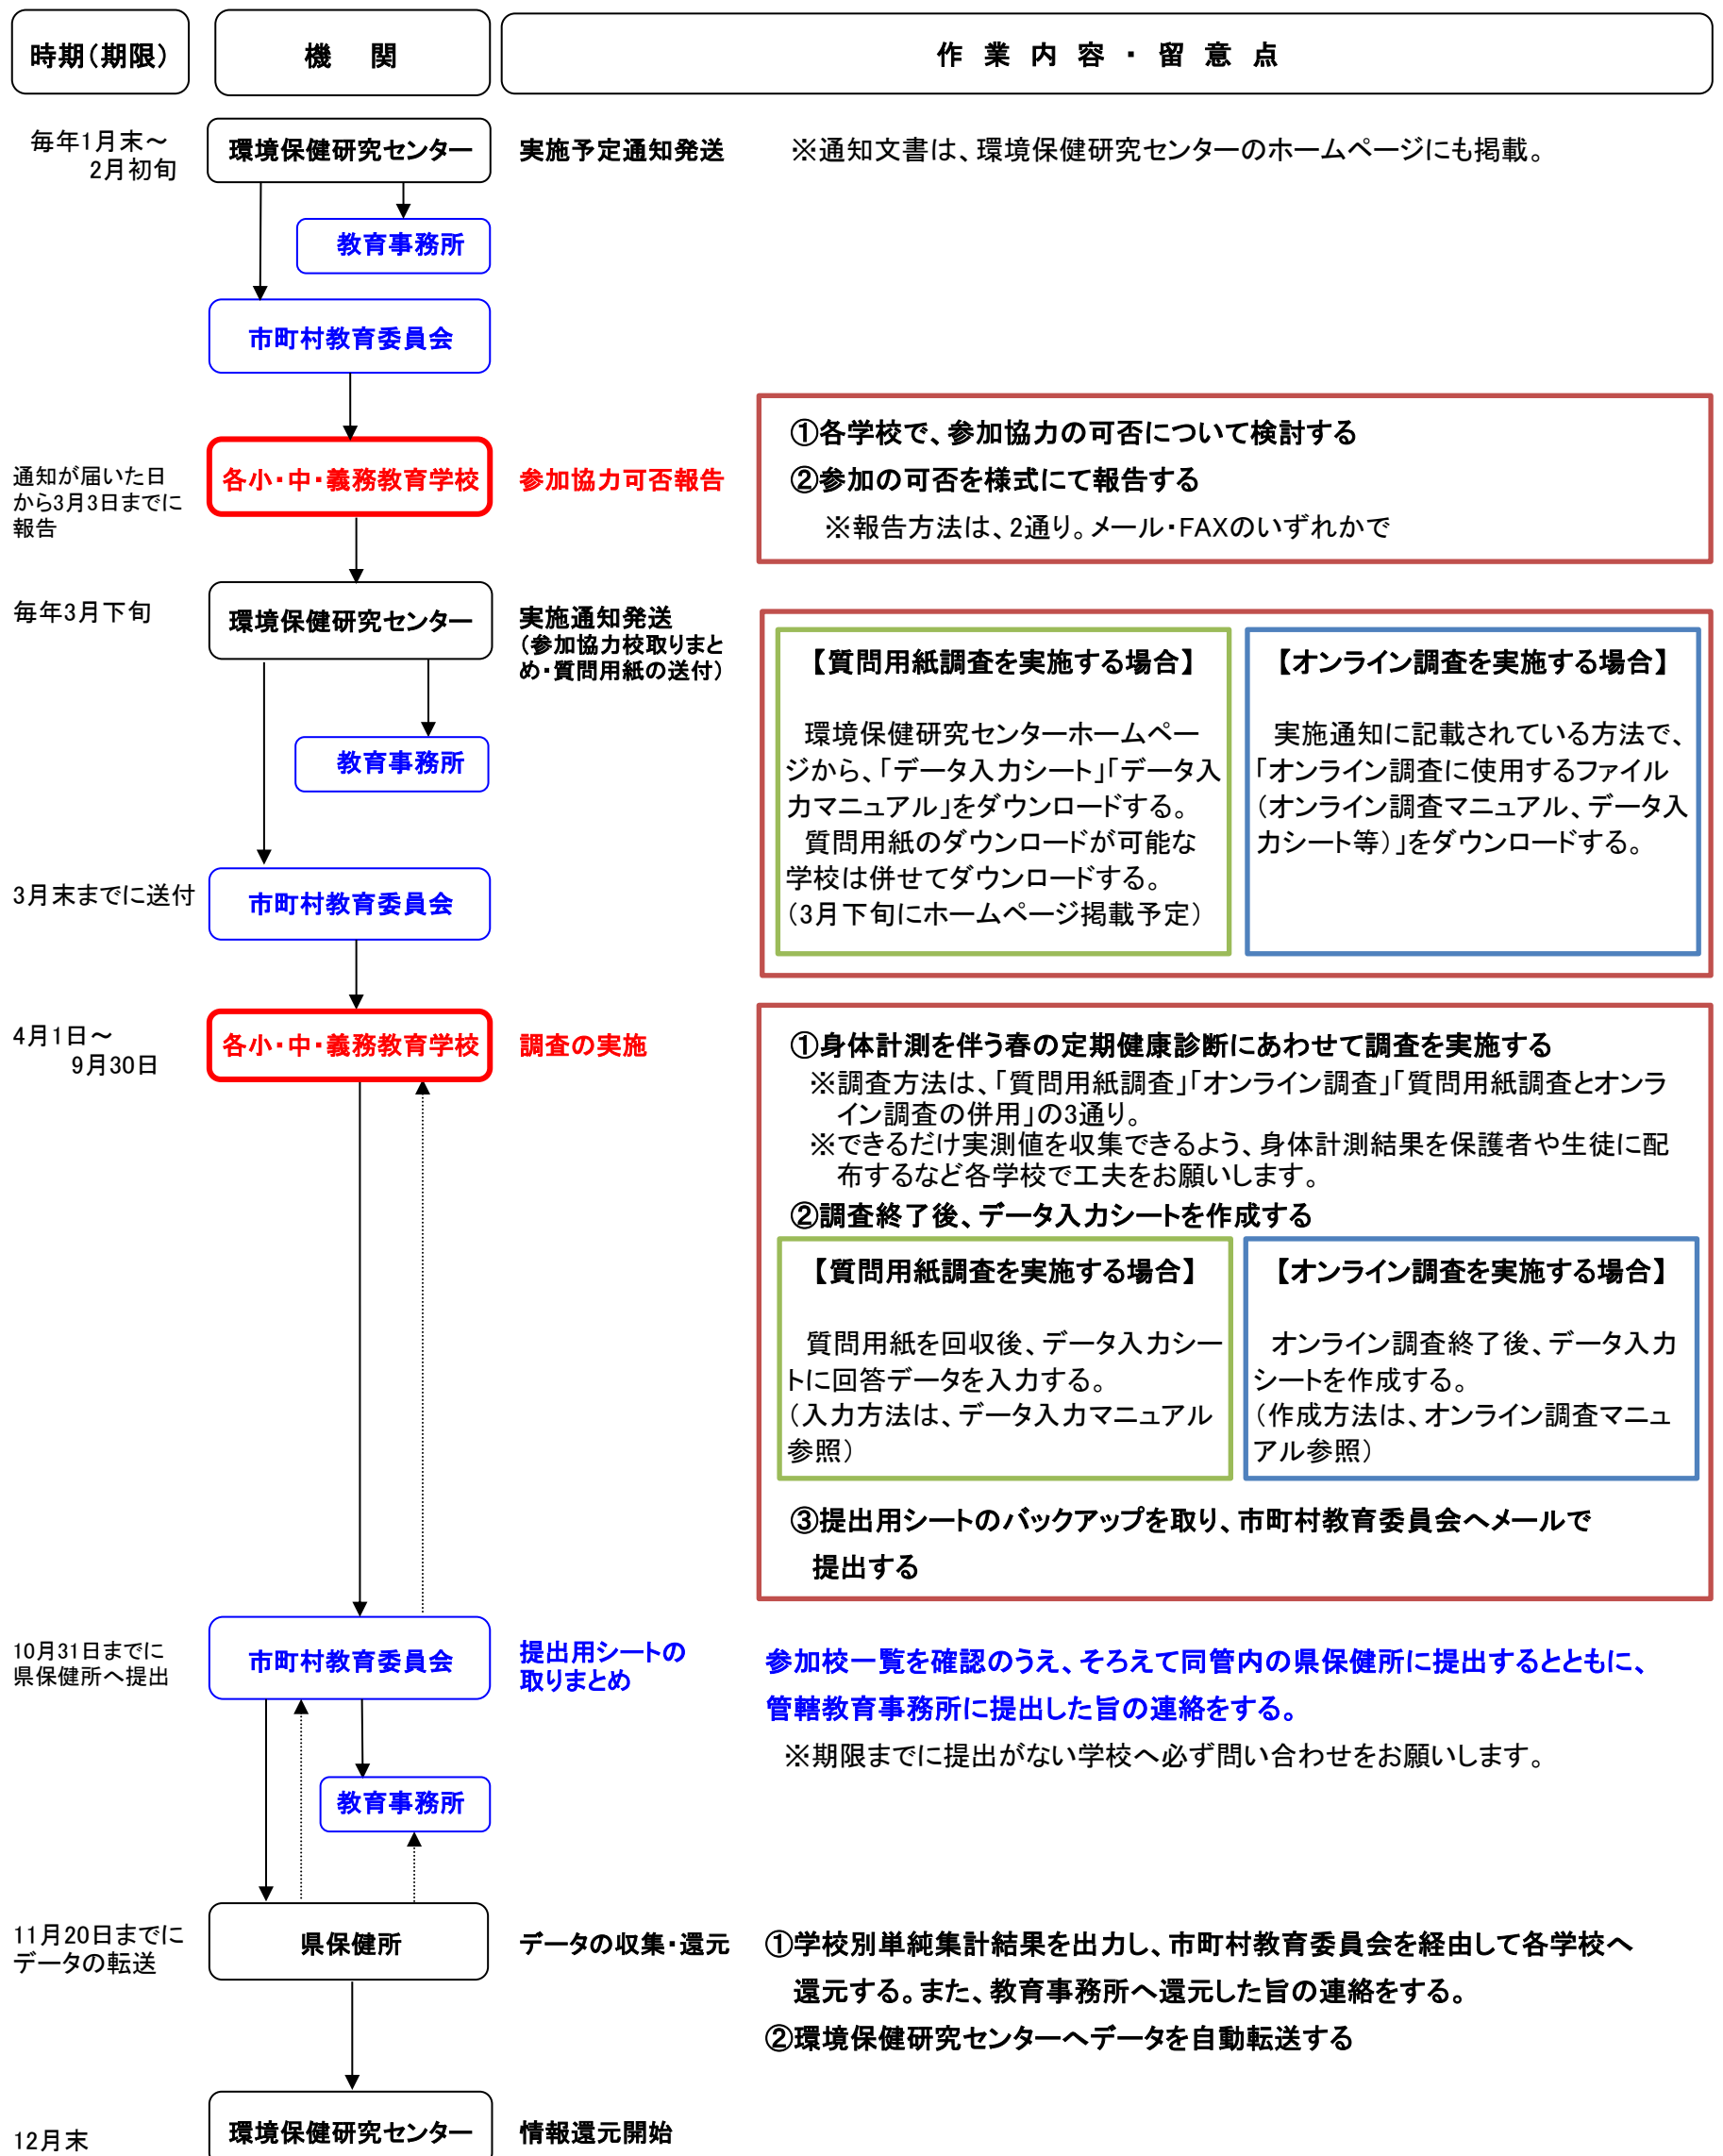 時期（期限）
機　関
作 業 内 容 ・ 留 意 点
毎年1月末～
2月初旬
環境保健研究センター
実施予定通知発送
※通知文書は、環境保健研究センターのホームページにも掲載。
教育事務所
市町村教育委員会
通知が届いた日
から3月3日までに
報告
各小・中・義務教育学校
参加協力可否報告
①各学校で、参加協力の可否について検討する
②参加の可否を様式にて報告する
※報告方法は、2通り。メール・FAXのいずれかで
毎年3月下旬
環境保健研究センター
実施通知発送
（参加協力校取りまと
め・質問用紙の送付）
【質問用紙調査を実施する場合】
環境保健研究センターホームペー
ジから、「データ入力シート」「データ入
力マニュアル」をダウンロードする。
質問用紙のダウンロードが可能な
学校は併せてダウンロードする。
（3月下旬にホームページ掲載予定）
【オンライン調査を実施する場合】
実施通知に記載されている方法で、
「オンライン調査に使用するファイル
（オンライン調査マニュアル、データ入
力シート等）」をダウンロードする。
教育事務所
3月末までに送付
市町村教育委員会
4月1日～
9月30日
各小・中・義務教育学校
調査の実施
①身体計測を伴う春の定期健康診断にあわせて調査を実施する
※調査方法は、「質問用紙調査」「オンライン調査」「質問用紙調査とオンラ
イン調査の併用」の3通り。
※できるだけ実測値を収集できるよう、身体計測結果を保護者や生徒に配
布するなど各学校で工夫をお願いします。
②調査終了後、データ入力シートを作成する
【質問用紙調査を実施する場合】
質問用紙を回収後、データ入力シー
トに回答データを入力する。
（入力方法は、データ入力マニュアル
参照）
【オンライン調査を実施する場合】
オンライン調査終了後、データ入力
シートを作成する。
（作成方法は、オンライン調査マニュ
アル参照）
③提出用シートのバックアップを取り、市町村教育委員会へメールで
提出する
10月31日までに
県保健所へ提出
市町村教育委員会
提出用シートの
取りまとめ
参加校一覧を確認のうえ、そろえて同管内の県保健所に提出するとともに、
管轄教育事務所に提出した旨の連絡をする。
※期限までに提出がない学校へ必ず問い合わせをお願いします。
教育事務所
11月20日までに
データの転送
県保健所
データの収集・還元
①学校別単純集計結果を出力し、市町村教育委員会を経由して各学校へ
還元する。また、教育事務所へ還元した旨の連絡をする。
②環境保健研究センターへデータを自動転送する
12月末
環境保健研究センター
情報還元開始